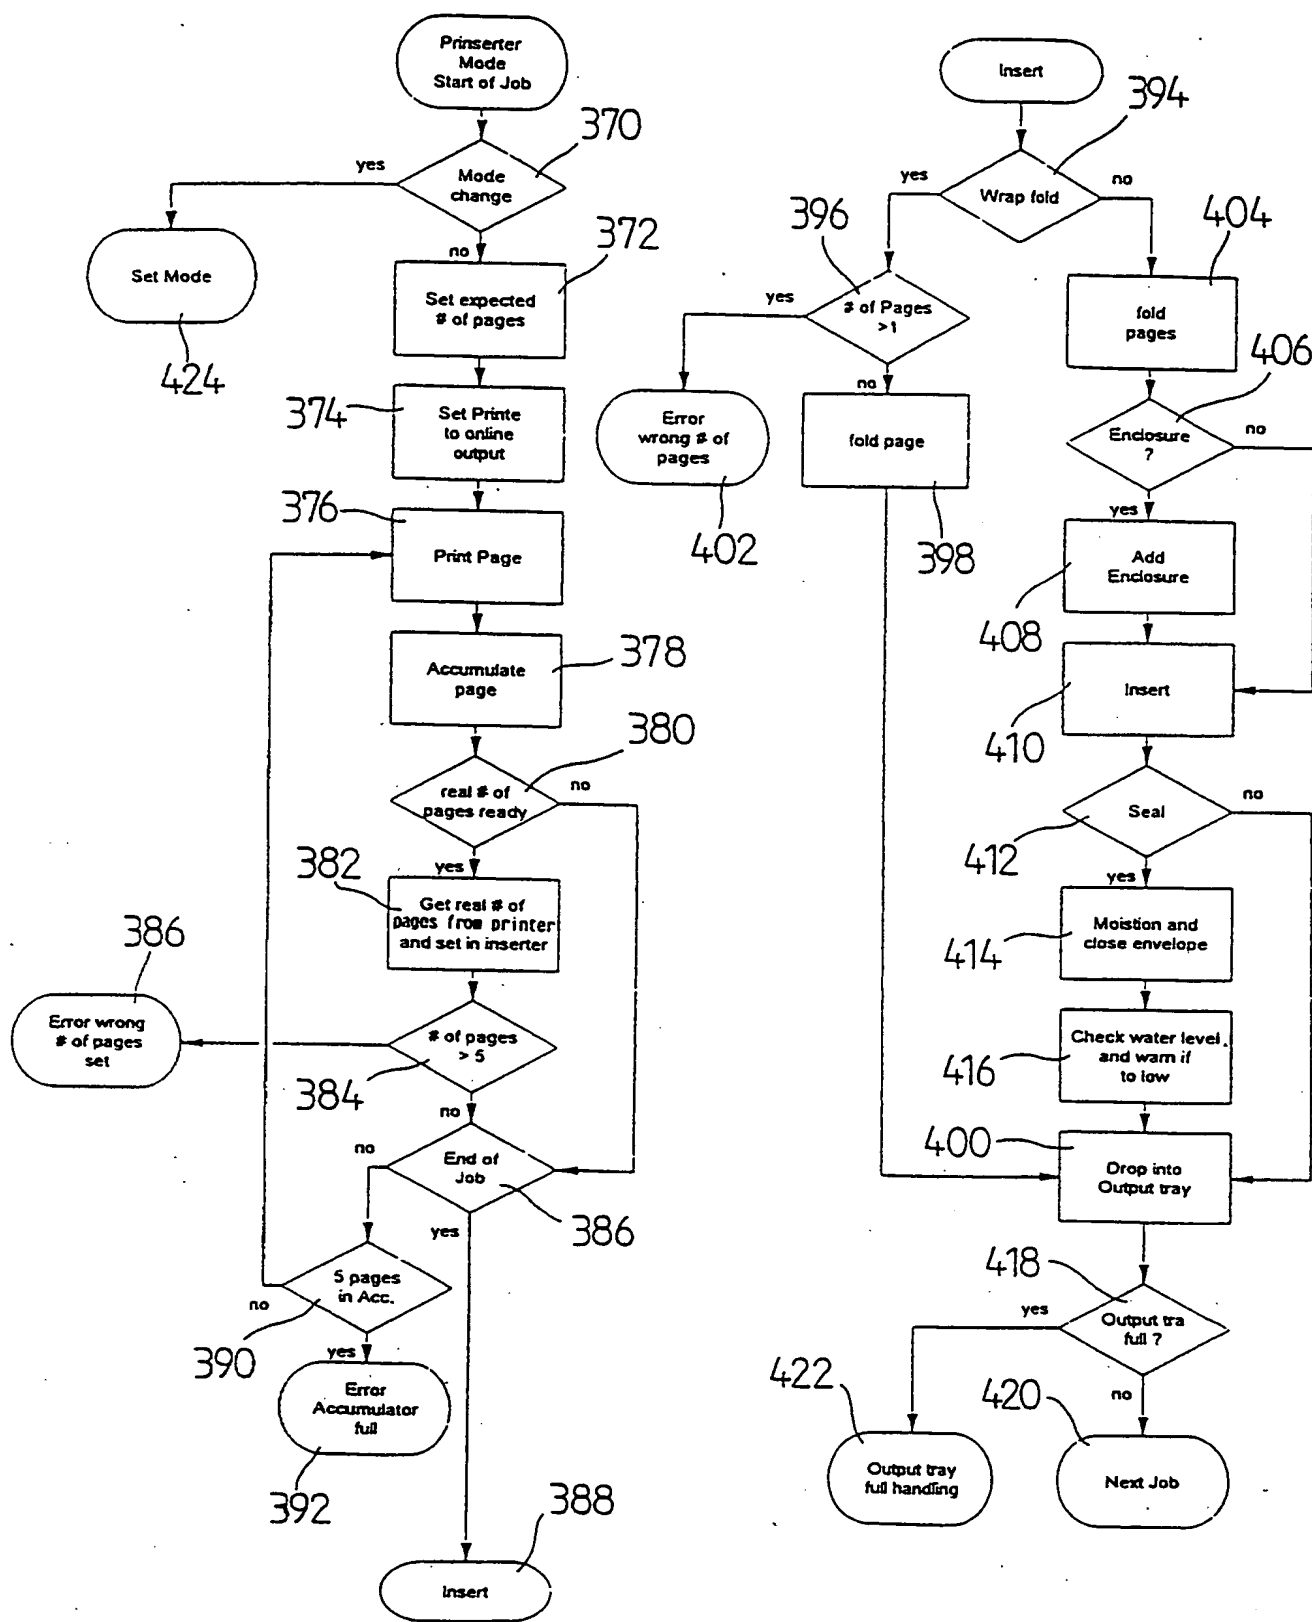 Prinserter
Mode
Start of Job
370
yes
Mode
change
no
372
Set Mode
424
Set expected
# of pages
374
Set Printe
to online
output
376
Print Page
378
Accumulate
page
380
real # of
pages ready
no
yes
382
Get real # of
pages from printer
and set in inserter
386
Error wrong
# of pages
set
# of pages
> 5
384
no
no
End of
Job
386
yes
5 pages
in Acc.
no
390
yes
Error
Accumulator
full
392
388
Insert
Insert
394
yes
Wrap fold
no
396
404
yes
# of Pages
>1
no
fold
pages
406
Error
wrong # of
pages
402
fold page
398
Enclosure
?
no
yes
Add
Enclosure
408
Insert
410
Seal
no
412
yes
Moistion and
close envelope
414
Check water level.
and warn if
to low
416
400
Drop into
Output tray
418
yes
Output tra
full ?
no
422
420
Output tray
full handling
Next Job